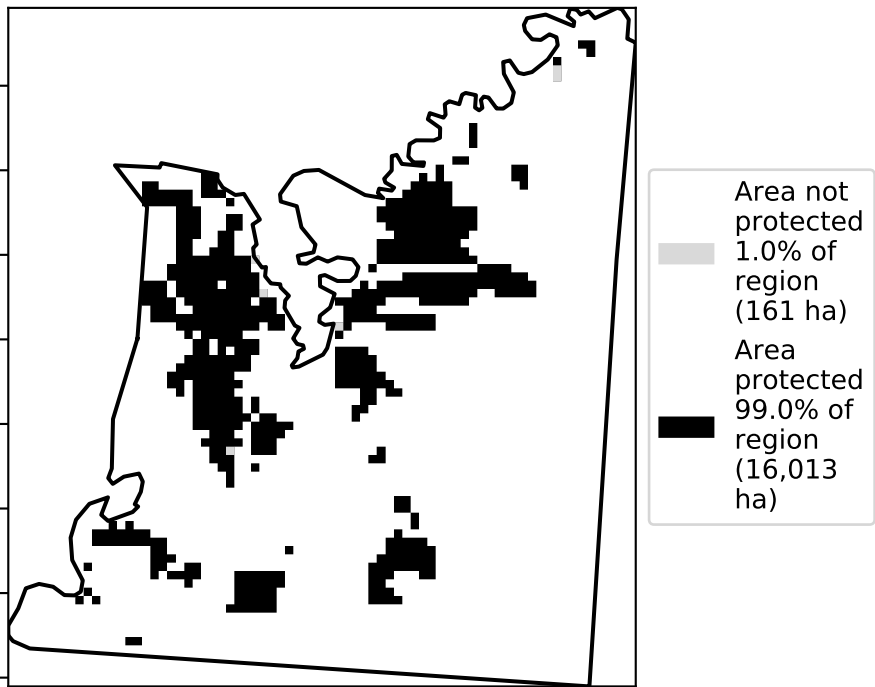 Area not
protected
1.0% of
region
(161 ha)
Area
protected
99.0% of
region
(16,013
ha)